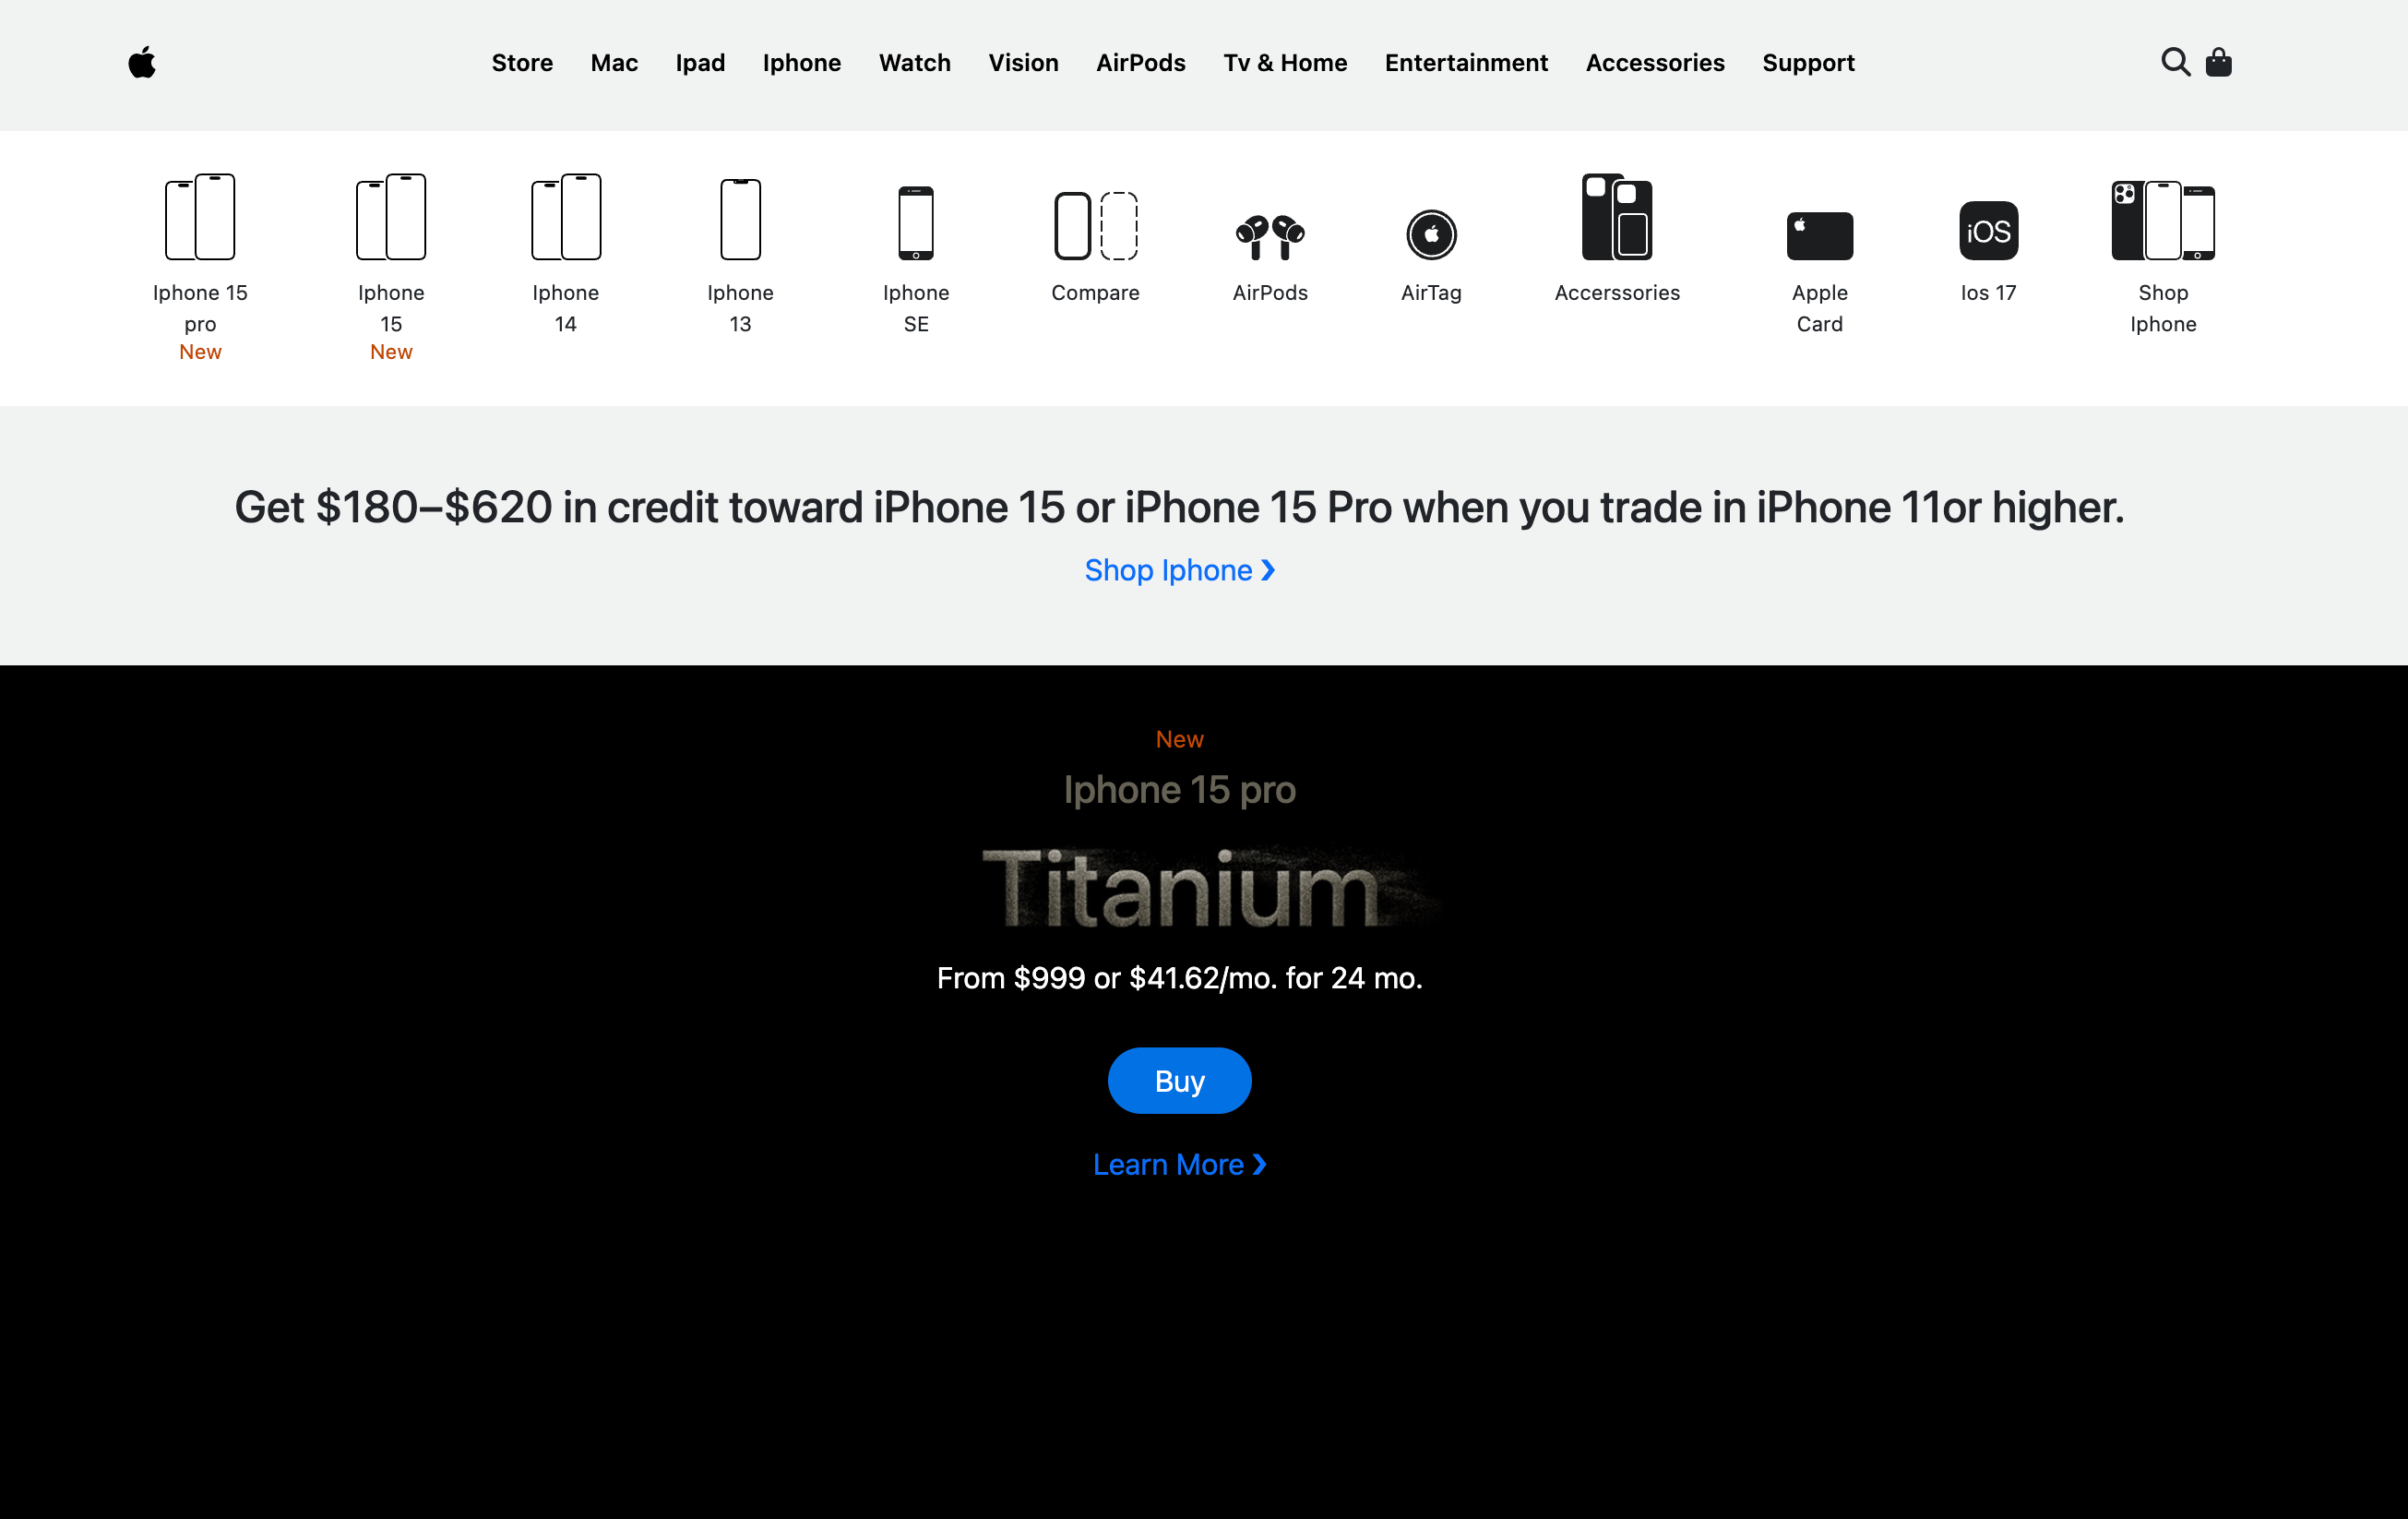 Store Mac Ipad Iphone Watch Vision AirPods Tv & Home Entertainment Accessories Support
iOS
Iphone 15
pro
New
Iphone
15
New
Iphone
14
Iphone
13
Iphone
SE
Compare
AirPods
AirTag
Accerssories
Apple
Card
Ios 17
Shop
Iphone
Get $180–$620 in credit toward iPhone 15 or iPhone 15 Pro when you trade in iPhone 11or higher.
Shop Iphone ❯
New
Iphone 15 pro
Titanium
From $999 or $41.62/mo. for 24 mo.
Buy
Learn More ❯